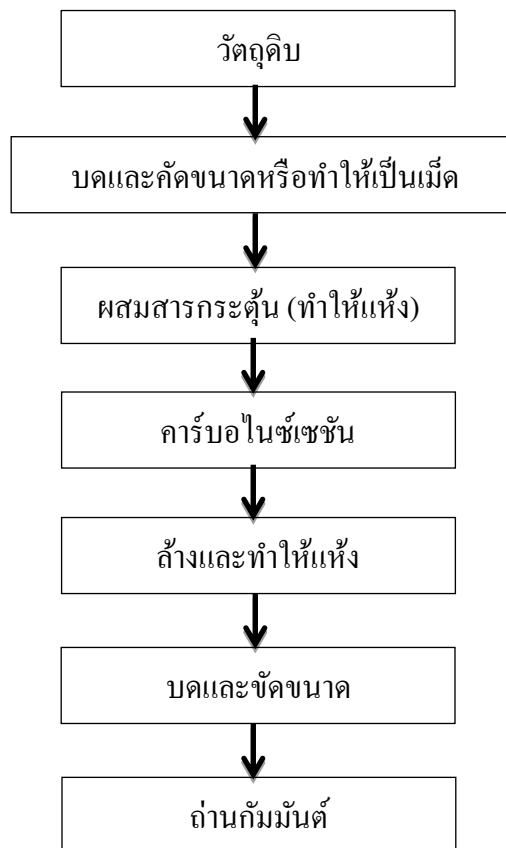 วัตถุดิบ
บดและคัดขนาดหรือทำให้เป็นเม็ด
ผสมสารกระตุ้น (ทำให้แห้ง)
คาร์บอไนซ์เซชัน
ล้างและทำให้แห้ง
บดและขัดขนาด
ถ่านกัมมันต์